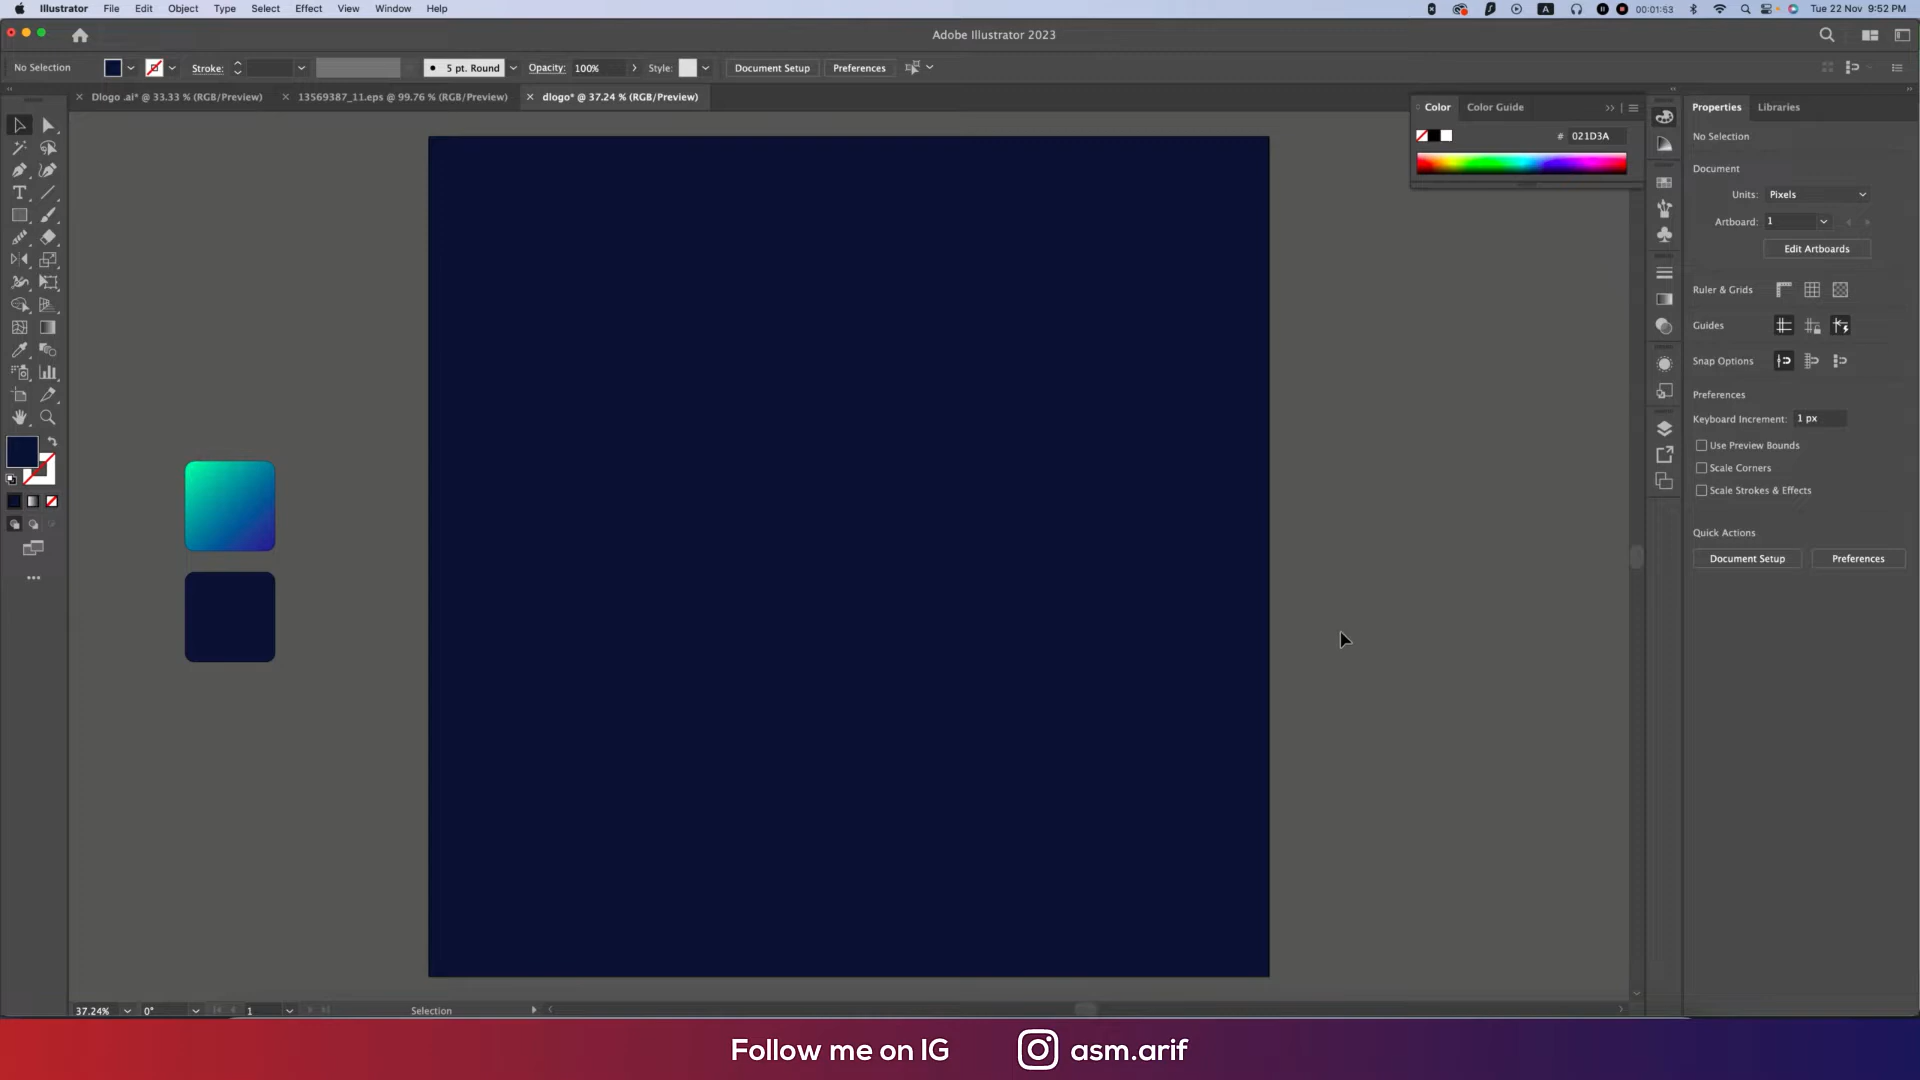 Illustrator File Edit Object Type Select Effect View Window Help
00:01:53
Tue 22 Nov 9:52 PM
Adobe Illustrator 2023
No Selection
Stroke:
5 pt. Round
Opacity: 100%
Style:
Document Setup
Preferences
Dlogo .ai* @ 33.33 % (RGB/Preview)
13569387_11.eps @ 99.76 % (RGB/Preview)
dlogo* @ 37.24 % (RGB/Preview)
Color
Color Guide
# 021D3A
Properties
Libraries
No Selection
Document
Units: Pixels
Artboard: 1
Edit Artboards
Ruler & Grids
Guides
Snap Options
Preferences
Keyboard Increment: 1 px
Use Preview Bounds
Scale Corners
Scale Strokes & Effects
Quick Actions
Document Setup
Preferences
37.24%
0°
1
Selection
Follow me on IG
asm.arif